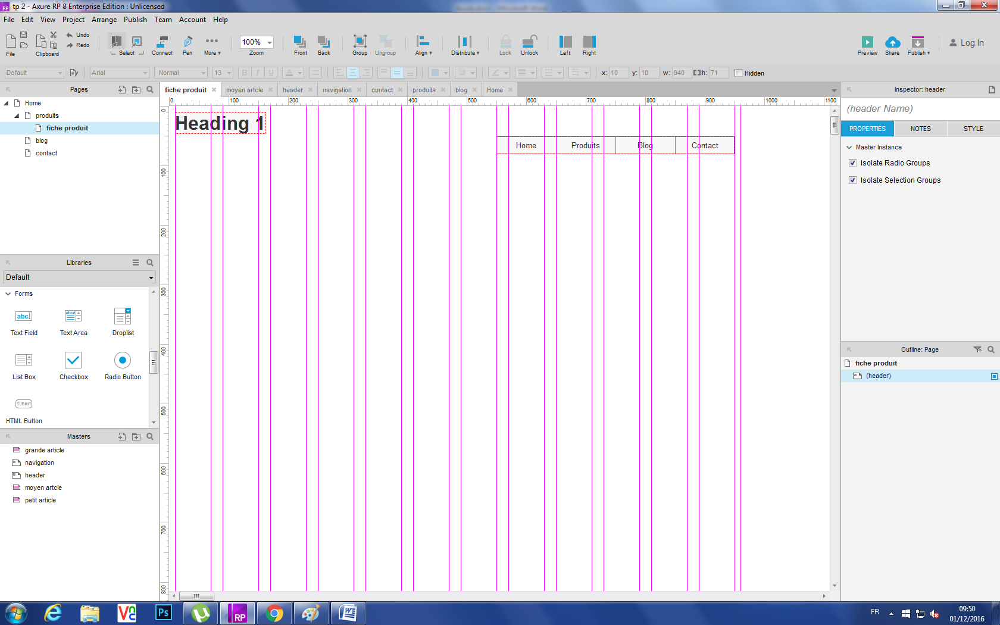 tp 2 - Axure RP 8 Enterprise Edition : Unlicensed
File Edit View Project Arrange Publish Team Account Help
Undo
Redo
100%
Log In
File Clipboard Select Connect Pen More Zoom Front Back Group Ungroup Align Distribute Lock Unlock Left Right Preview Share Publish
Default Arial Normal 13 B I U A x: 10 y: 10 w: 940 h: 71 Hidden
Pages
Home
produits
fiche produit
blog
contact
Libraries
Default
Forms
abc
abcd
Text Field Text Area Droplist
List Box Checkbox Radio Button
SUBMIT
HTML Button
Masters
grande article
navigation
header
moyen artcle
petit article
fiche produit moyen artcle header navigation contact produits blog Home
0 100 200 300 400 500 600 700 800 900 1000 1100
0
100
200
300
400
500
600
700
800
Heading 1
Home Produits Blog Contact
Inspector: header
(header Name)
PROPERTIES NOTES STYLE
Master Instance
Isolate Radio Groups
Isolate Selection Groups
Outline: Page
fiche produit
(header)
Ps
RP
FR
09:50
01/12/2016